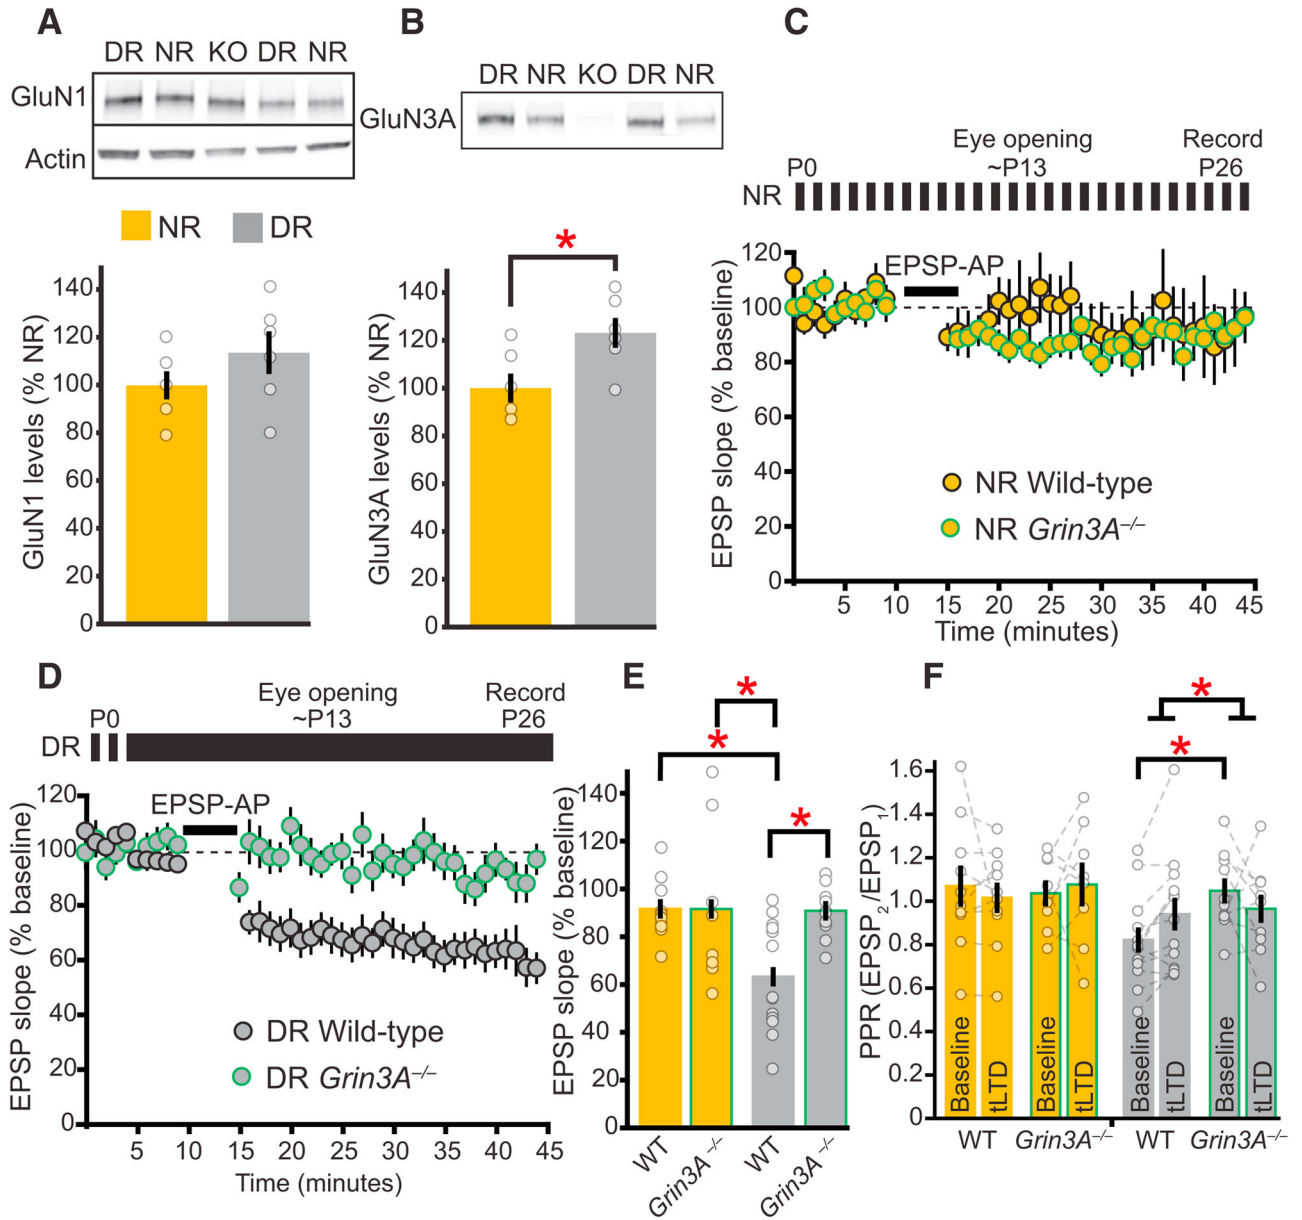 A
DR NR KO DR NR
GluN1
Actin
NR DR
GluN1 levels (% NR)
140
120
100
80
60
40
20
0
B
DR NR KO DR NR
GluN3A
*
GluN3A levels (% NR)
140
120
100
80
60
40
20
0
C
Eye opening Record
P0 ~P13 P26
NR
EPSP-AP
EPSP slope (% baseline)
120
100
80
60
40
20
0
NR Wild-type
NR Grin3A–/–
5 10 15 20 25 30 35 40 45
Time (minutes)
D
Eye opening Record
P0 ~P13 P26
DR
EPSP-AP
EPSP slope (% baseline)
120
100
80
60
40
20
0
DR Wild-type
DR Grin3A–/–
5 10 15 20 25 30 35 40 45
Time (minutes)
E
*
*
*
EPSP slope (% baseline)
140
120
100
80
60
40
20
0
WT Grin3A–/– WT Grin3A–/–
F
*
*
PPR (EPSP2/EPSP1)
1.6
1.4
1.2
1.0
0.8
0.6
0.4
0.2
0
Baseline tLTD Baseline tLTD Baseline tLTD Baseline tLTD
WT Grin3A–/– WT Grin3A–/–